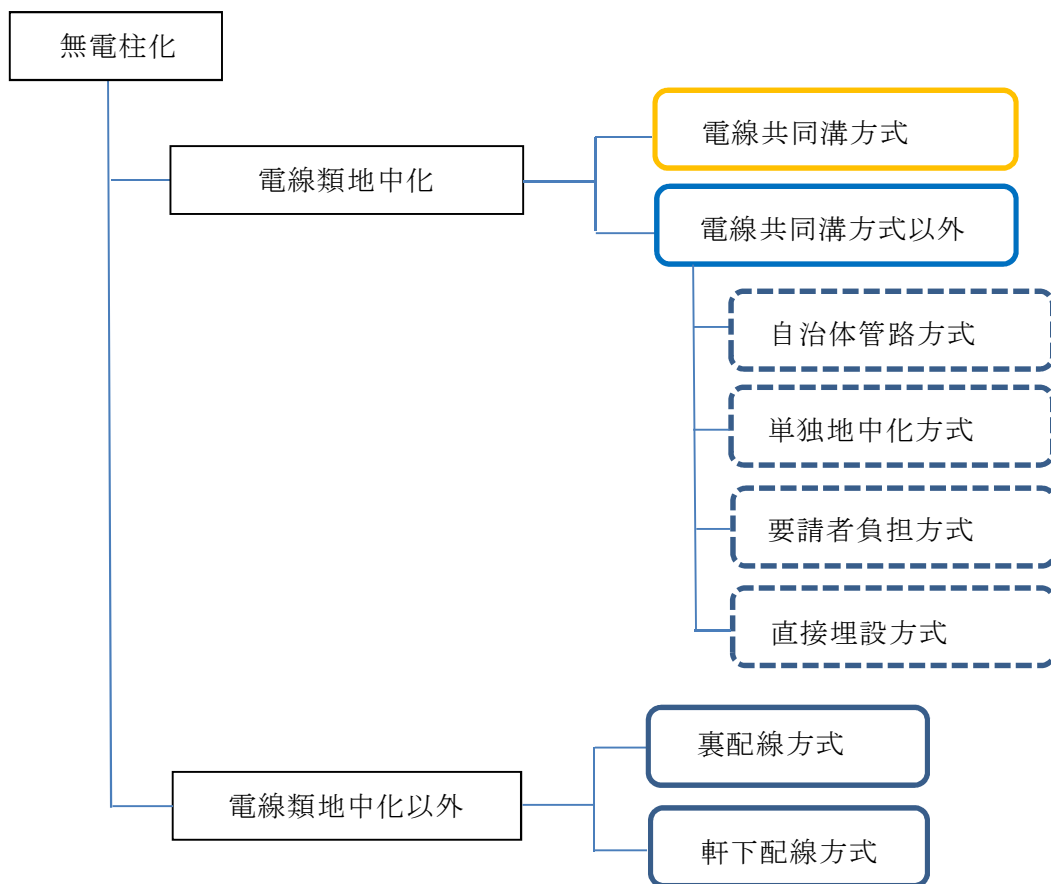 無電柱化
電線類地中化
電線共同溝方式
電線共同溝方式以外
自治体管路方式
単独地中化方式
要請者負担方式
直接埋設方式
電線類地中化以外
裏配線方式
軒下配線方式